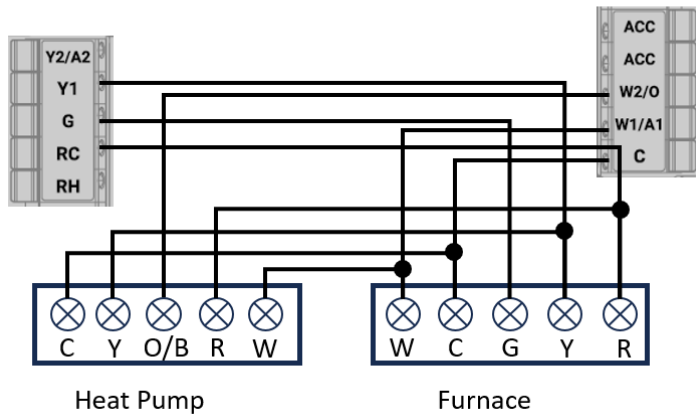 Y2/A2
Y1
G
RC
RH
ACC
ACC
W2/O
W1/A1
C
C Y O/B R W
W C G Y R
Heat Pump
Furnace